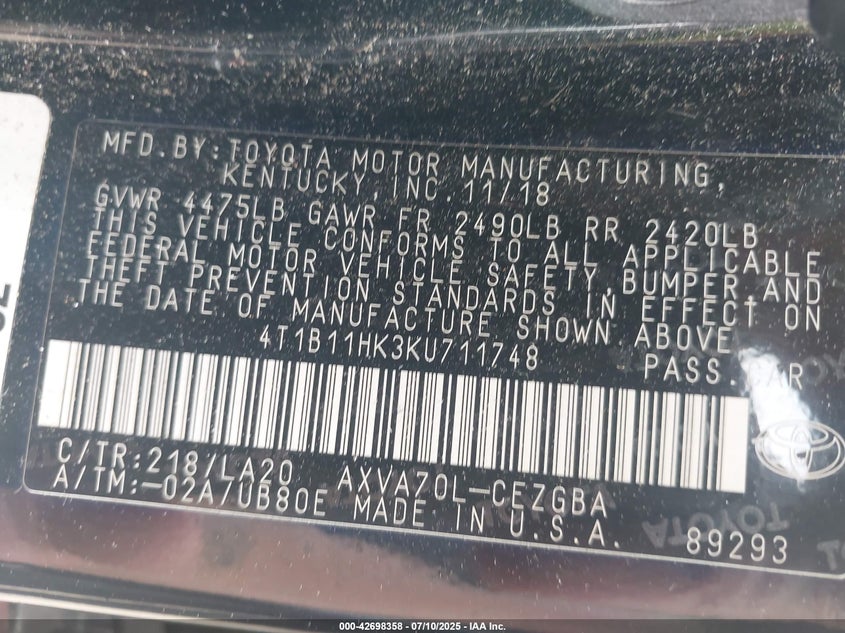 MFD.BY:TOYOTA MOTOR MANUFACTURING,
KENTUCKY,INC 11/18
GVWR 4475LB GAWR FR 2490LB RR 2420LB
THIS VEHICLE CONFORMS TO ALL APPLICABLE
FEDERAL MOTOR VEHICLE SAFETY,BUMPER,AND
THEFT PREVENTION STANDARDS IN EFFECT ON
THE DATE OF MANUFACTURE SHOWN ABOVE.
4T1B11HK3KU711748 PASS.CAR
C/TR:218/LA20 AXVA70L-CEZGBA
A/TM:-02A/UB80E MADE IN U.S.A.
89293
TOYOTA
000-42698358 - 07/10/2025 - IAA Inc.